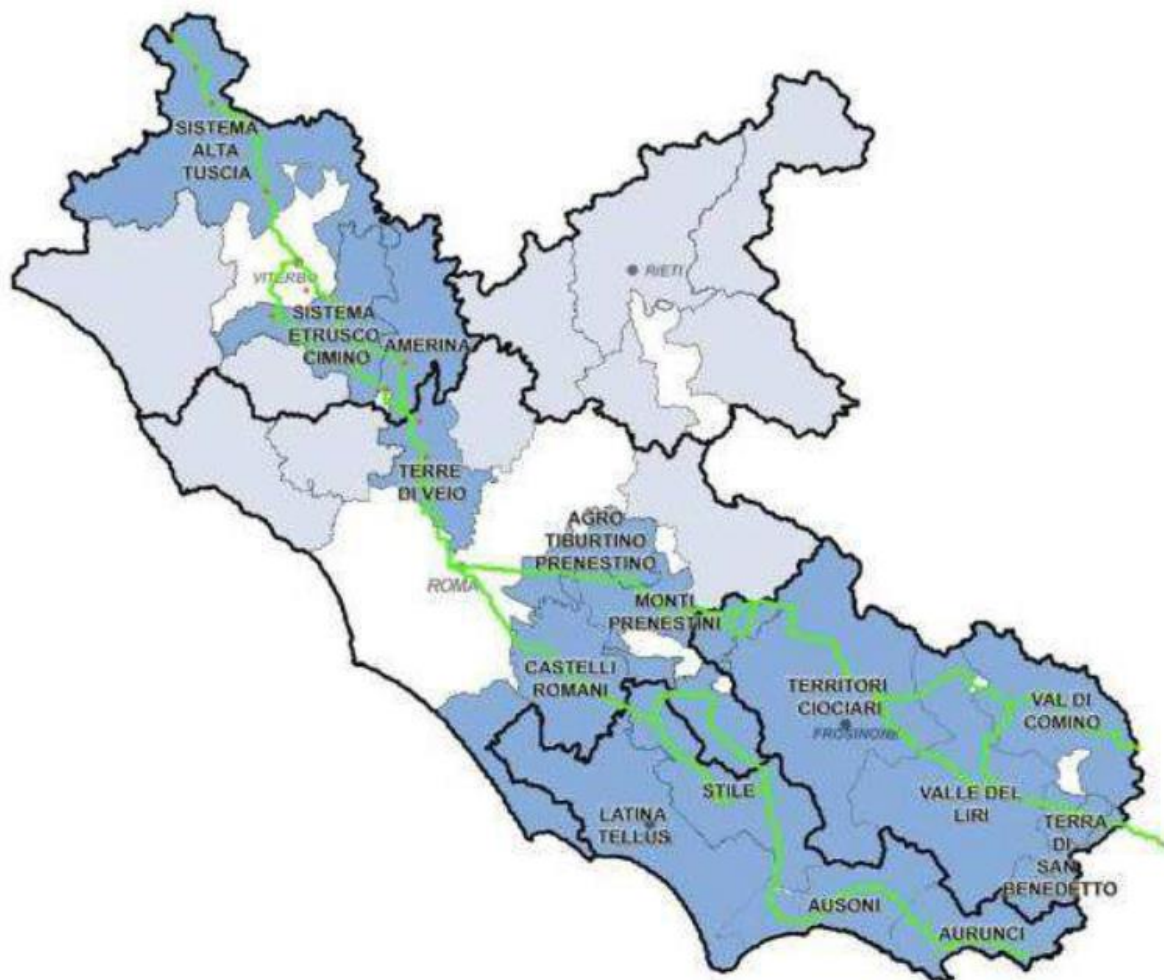 SISTEMA
ALTA
TUSCIA
VITERBO
RIETI
SISTEMA
ETRUSCO
CIMINO
AMERINA
TERRE
DI VEIO
AGRO
TIBURTINO
PRENESTINO
ROMA
MONTI
PRENESTINI
CASTELLI
ROMANI
TERRITORI
CIOCIARI
FROSINONE
VAL DI
COMINO
STILE
VALLE DEL
LIRI
LATINA
TELLUS
TERRA
DI
SAN
BENEDETTO
AUSONI
AURUNCI